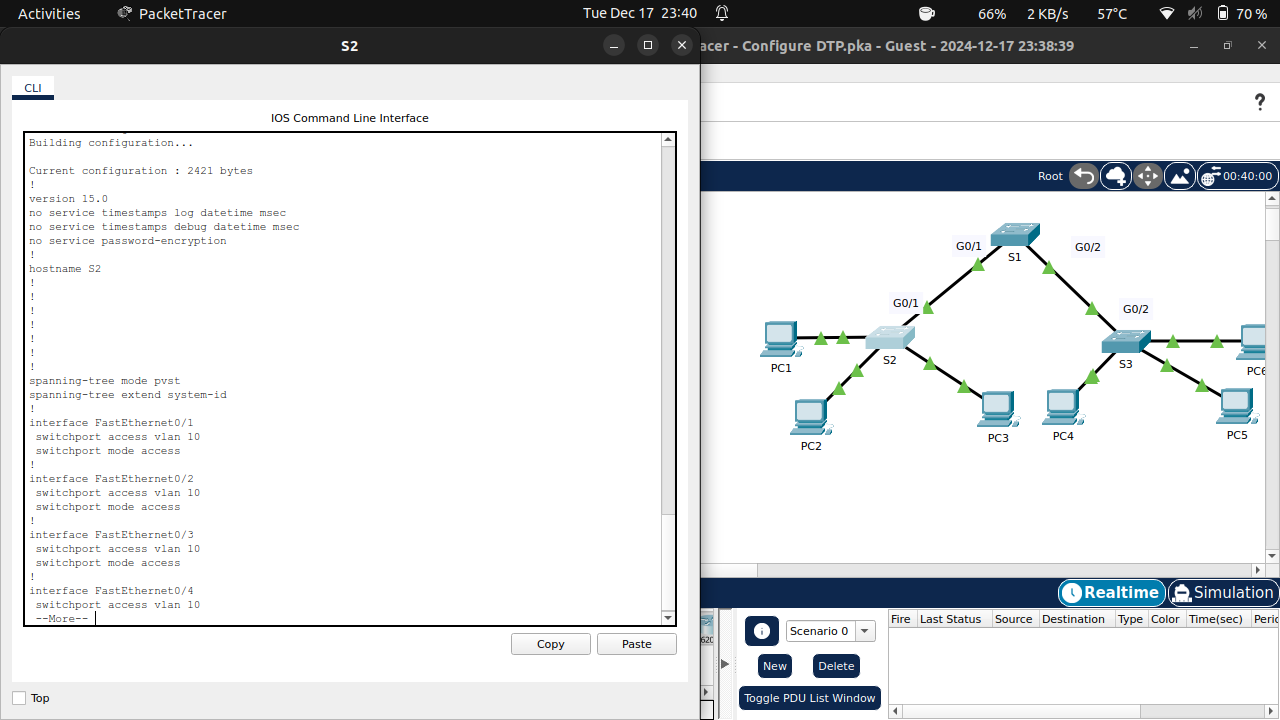 Activities
PacketTracer
Tue Dec 17 23:40
66%
2 KB/s
57°C
70 %
S2
acer - Configure DTP.pka - Guest - 2024-12-17 23:38:39
CLI
IOS Command Line Interface
Building configuration...
Current configuration : 2421 bytes
!
version 15.0
no service timestamps log datetime msec
no service timestamps debug datetime msec
no service password-encryption
!
hostname S2
!
!
!
!
!
!
!
spanning-tree mode pvst
spanning-tree extend system-id
!
interface FastEthernet0/1
switchport access vlan 10
switchport mode access
!
interface FastEthernet0/2
switchport access vlan 10
switchport mode access
!
interface FastEthernet0/3
switchport access vlan 10
switchport mode access
!
interface FastEthernet0/4
switchport access vlan 10
--More--
Copy
Paste
Top
?
Root
00:40:00
G0/1
S1
G0/2
G0/1
G0/2
PC1
S2
S3
PC6
PC2
PC3
PC4
PC5
Realtime
Simulation
Scenario 0
New
Delete
Toggle PDU List Window
Fire
Last Status
Source
Destination
Type
Color
Time(sec)
Perio